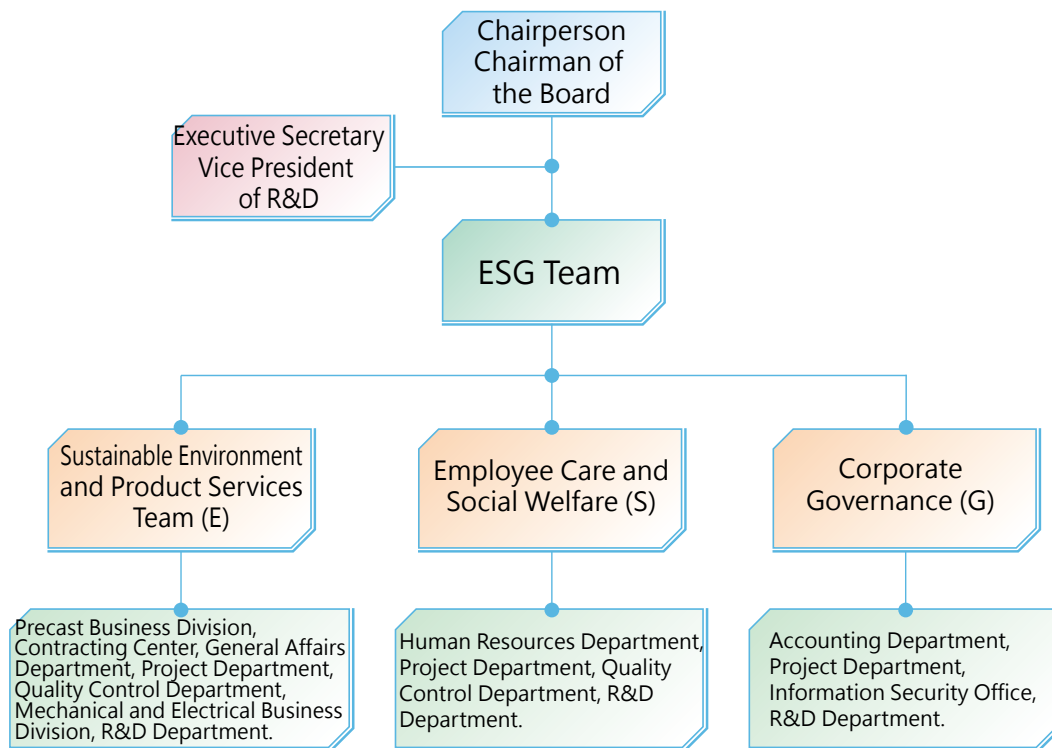 Chairperson
Chairman of
the Board
Executive Secretary
Vice President
of R&D
ESG Team
Sustainable Environment
and Product Services
Team (E)
Employee Care and
Social Welfare (S)
Corporate
Governance (G)
Precast Business Division,
Contracting Center, General Affairs
Department, Project Department,
Quality Control Department,
Mechanical and Electrical Business
Division, R&D Department.
Human Resources Department,
Project Department, Quality
Control Department, R&D
Department.
Accounting Department,
Project Department,
Information Security Office,
R&D Department.